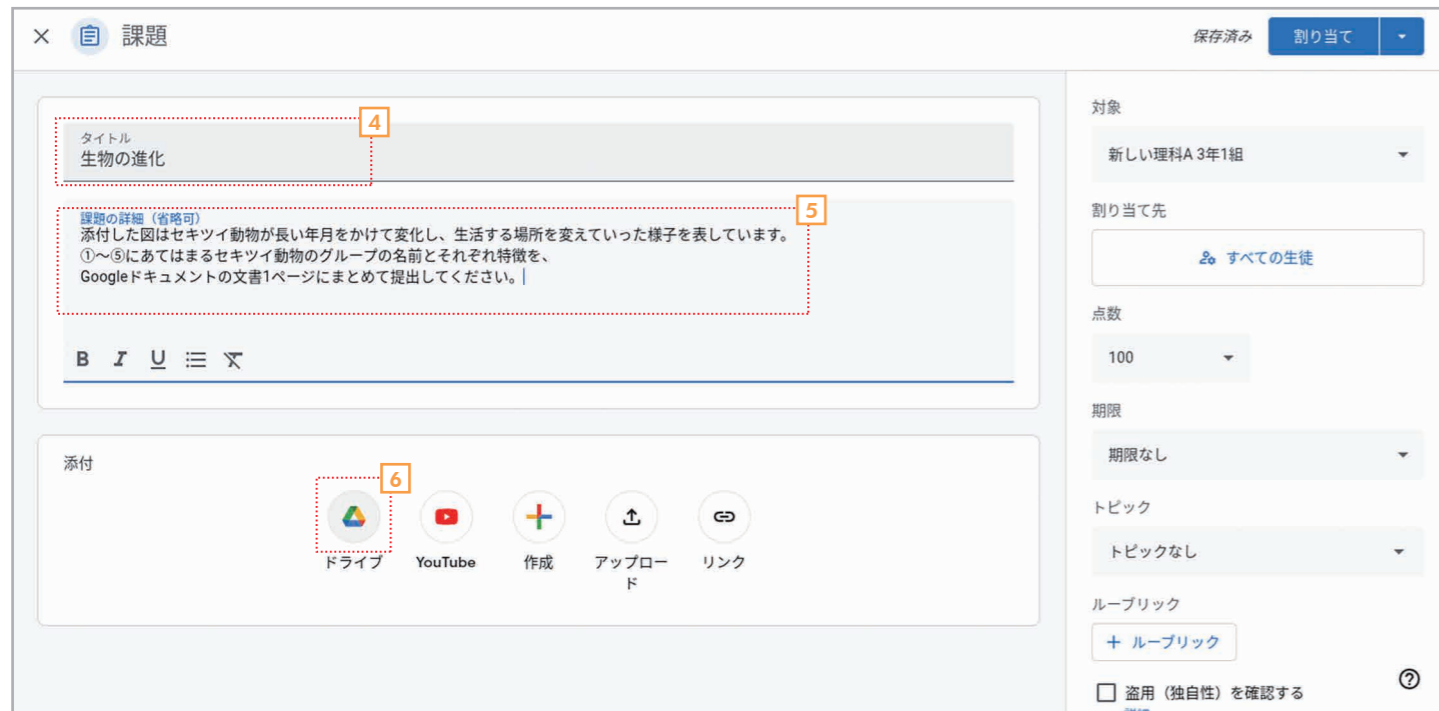 課題
保存済み
割り当て
4
タイトル
生物の進化
5
課題の詳細（省略可）
添付した図はセキツイ動物が長い年月をかけて変化し、生活する場所を変えていった様子を表しています。
①～⑤にあてはまるセキツイ動物のグループの名前とそれぞれ特徴を、
Googleドキュメントの文書1ページにまとめて提出してください。
B I U
添付
6
ドライブ
YouTube
作成
アップロー
ド
リンク
対象
新しい理科A 3年1組
割り当て先
すべての生徒
点数
100
期限
期限なし
トピック
トピックなし
ルーブリック
+ ルーブリック
盗用（独自性）を確認する